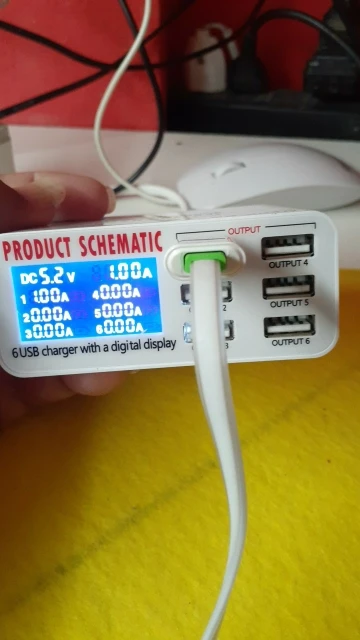 PRODUCT SCHEMATIC
DC 5.2 V 1.00A
1 1.00A 4 0.00A
2 0.00A 5 0.00A
3 0.00A 6 0.00A
6 USB charger with a digital display
OUTPUT
OUTPUT 4
2
OUTPUT 5
3
OUTPUT 6